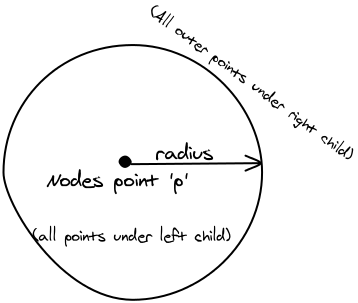 (All outer points under right child)
radius
Nodes point 'p'
(all points under left child)